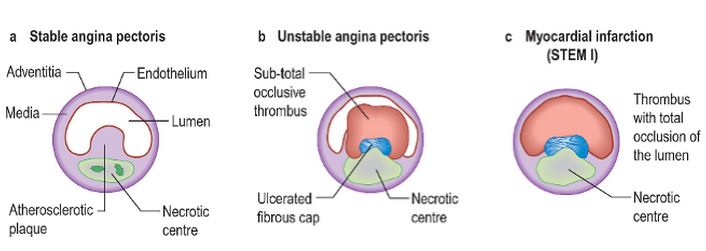 a Stable angina pectoris
Adventitia
Endothelium
Media
Lumen
Atherosclerotic
plaque
Necrotic
centre
b Unstable angina pectoris
Sub-total
occlusive
thrombus
Ulcerated
fibrous cap
Necrotic
centre
c Myocardial infarction
(STEM I)
Thrombus
with total
occlusion of
the lumen
Necrotic
centre